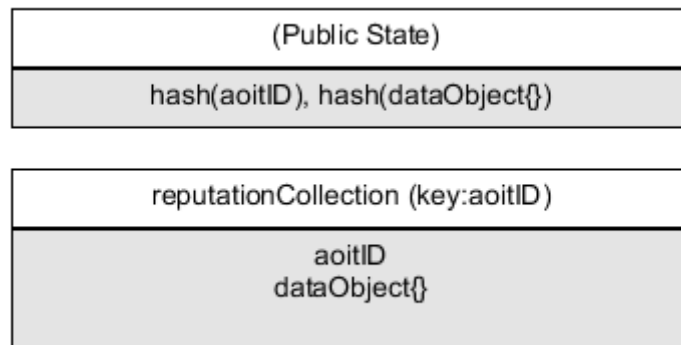 (Public State)
hash(aoitID), hash(dataObject{})
reputationCollection (key:aoitID)
aoitID
dataObject{}